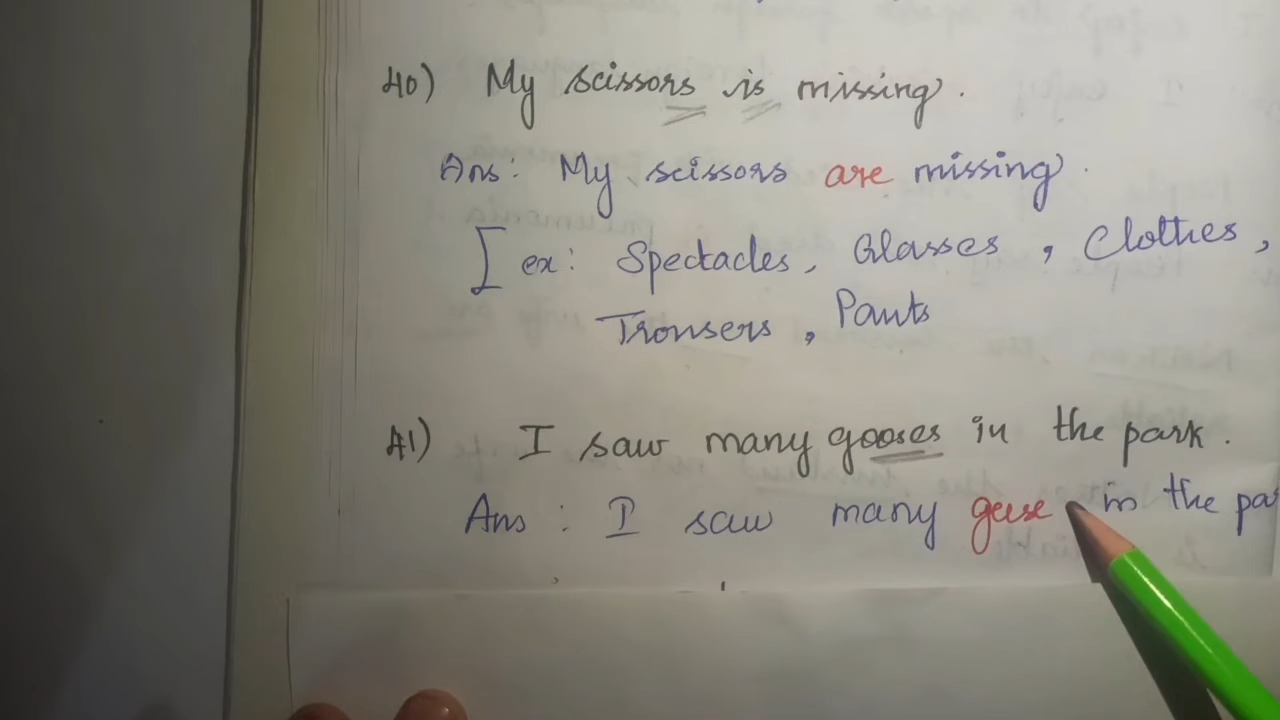 40) My scissors is missing.
Ans: My scissors are missing.
[ex: Spectacles, Glasses, Clothes,
Trousers, Pants
41) I saw many gooses in the park.
Ans: I saw many geese in the pa